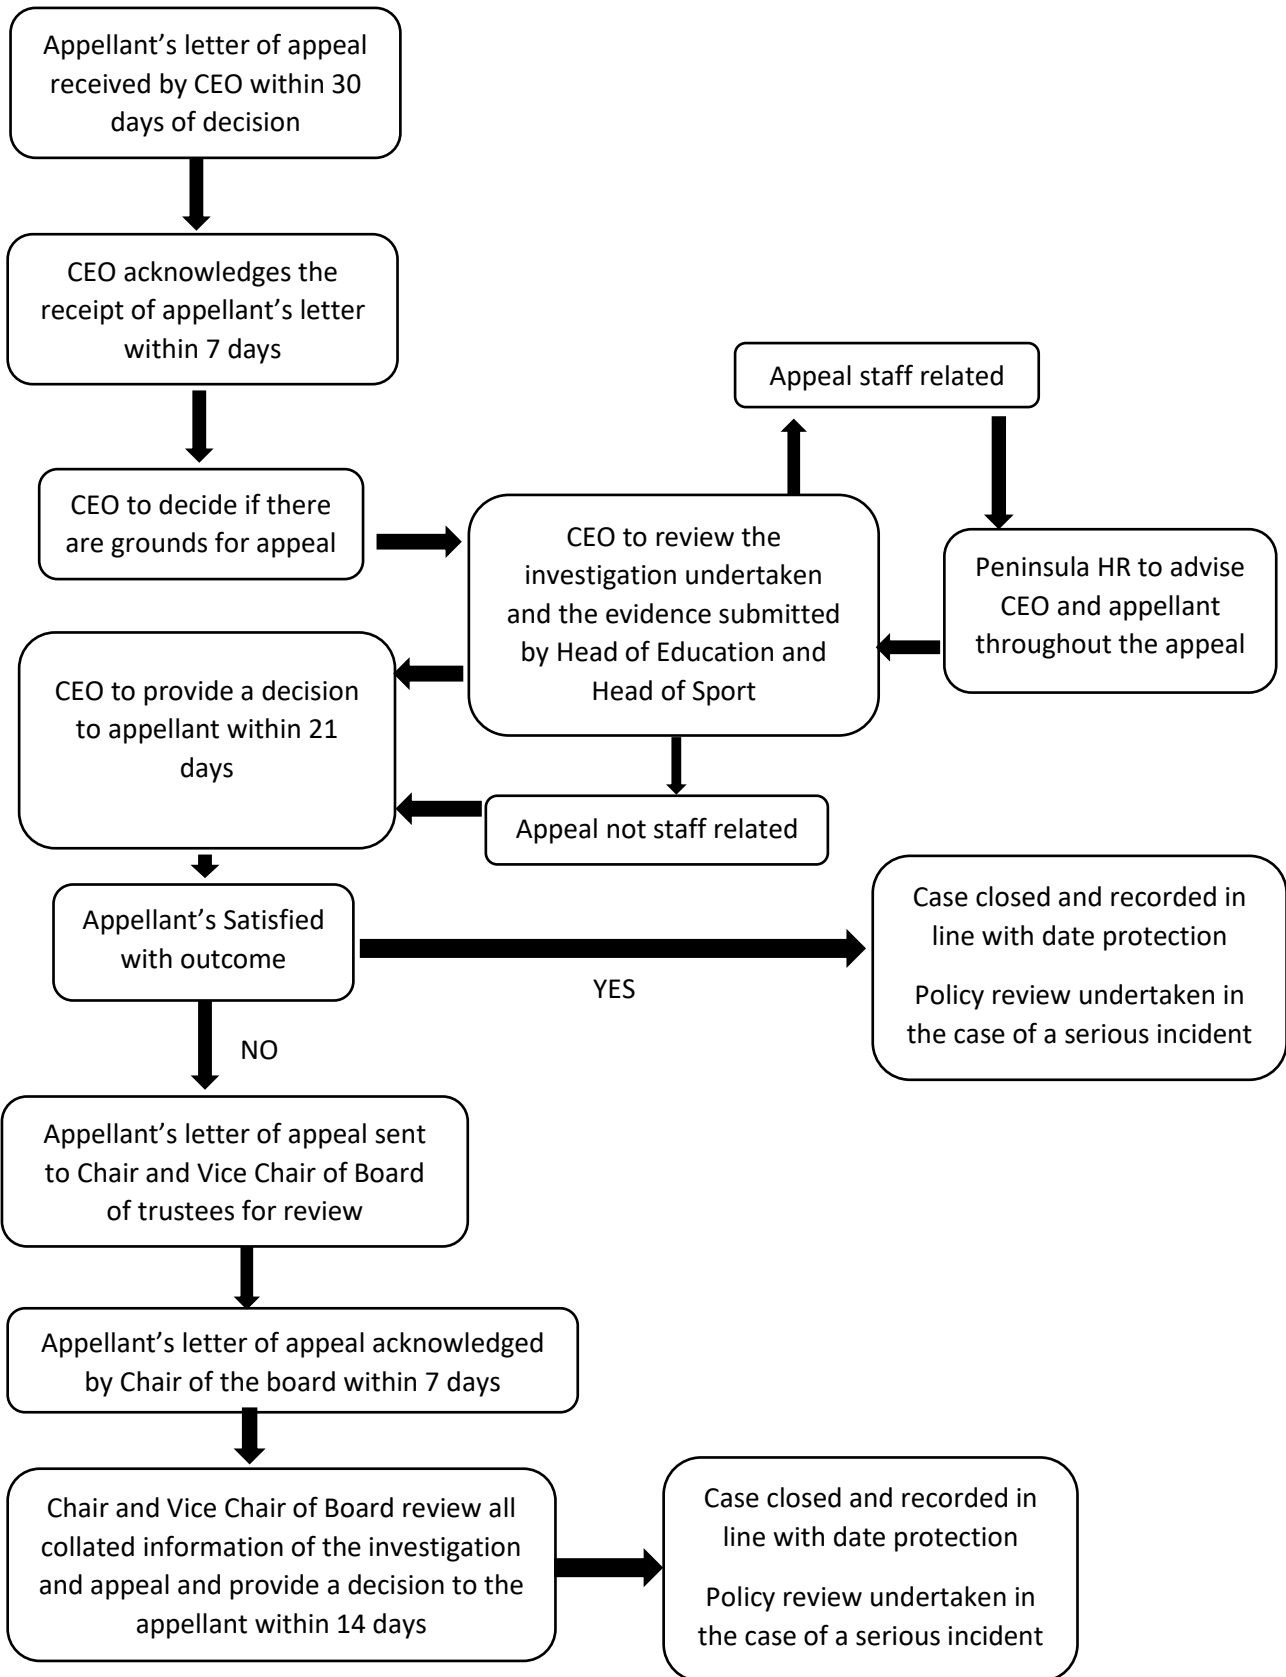 Appellant’s letter of appeal
received by CEO within 30
days of decision
CEO acknowledges the
receipt of appellant’s letter
within 7 days
Appeal staff related
CEO to decide if there
are grounds for appeal
CEO to review the
investigation undertaken
and the evidence submitted
by Head of Education and
Head of Sport
Peninsula HR to advise
CEO and appellant
throughout the appeal
CEO to provide a decision
to appellant within 21
days
Appeal not staff related
Appellant’s Satisfied
with outcome
YES
Case closed and recorded in
line with date protection
Policy review undertaken in
the case of a serious incident
NO
Appellant’s letter of appeal sent
to Chair and Vice Chair of Board
of trustees for review
Appellant’s letter of appeal acknowledged
by Chair of the board within 7 days
Chair and Vice Chair of Board review all
collated information of the investigation
and appeal and provide a decision to the
appellant within 14 days
Case closed and recorded in
line with date protection
Policy review undertaken in
the case of a serious incident